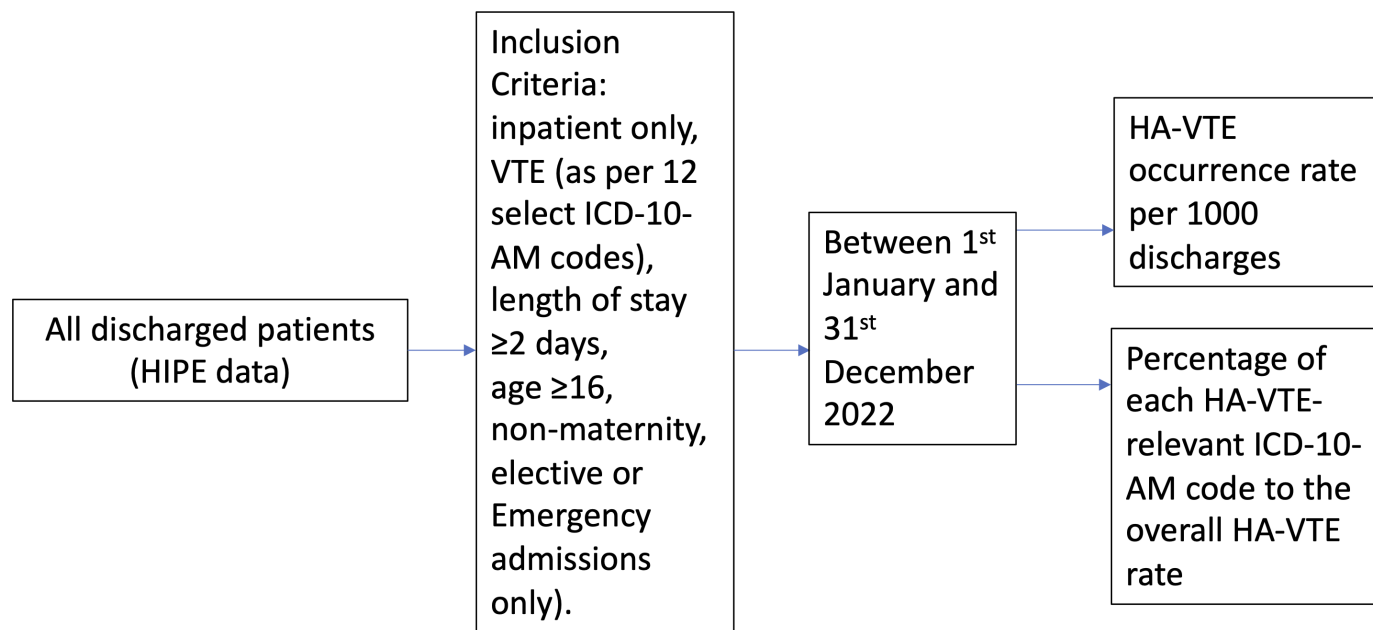 All discharged patients
(HIPE data)
Inclusion
Criteria:
inpatient only,
VTE (as per 12
select ICD-10-
AM codes),
length of stay
≥2 days,
age ≥16,
non-maternity,
elective or
Emergency
admissions
only).
Between 1st
January and
31st
December
2022
HA-VTE
occurrence rate
per 1000
discharges
Percentage of
each HA-VTE-
relevant ICD-10-
AM code to the
overall HA-VTE
rate